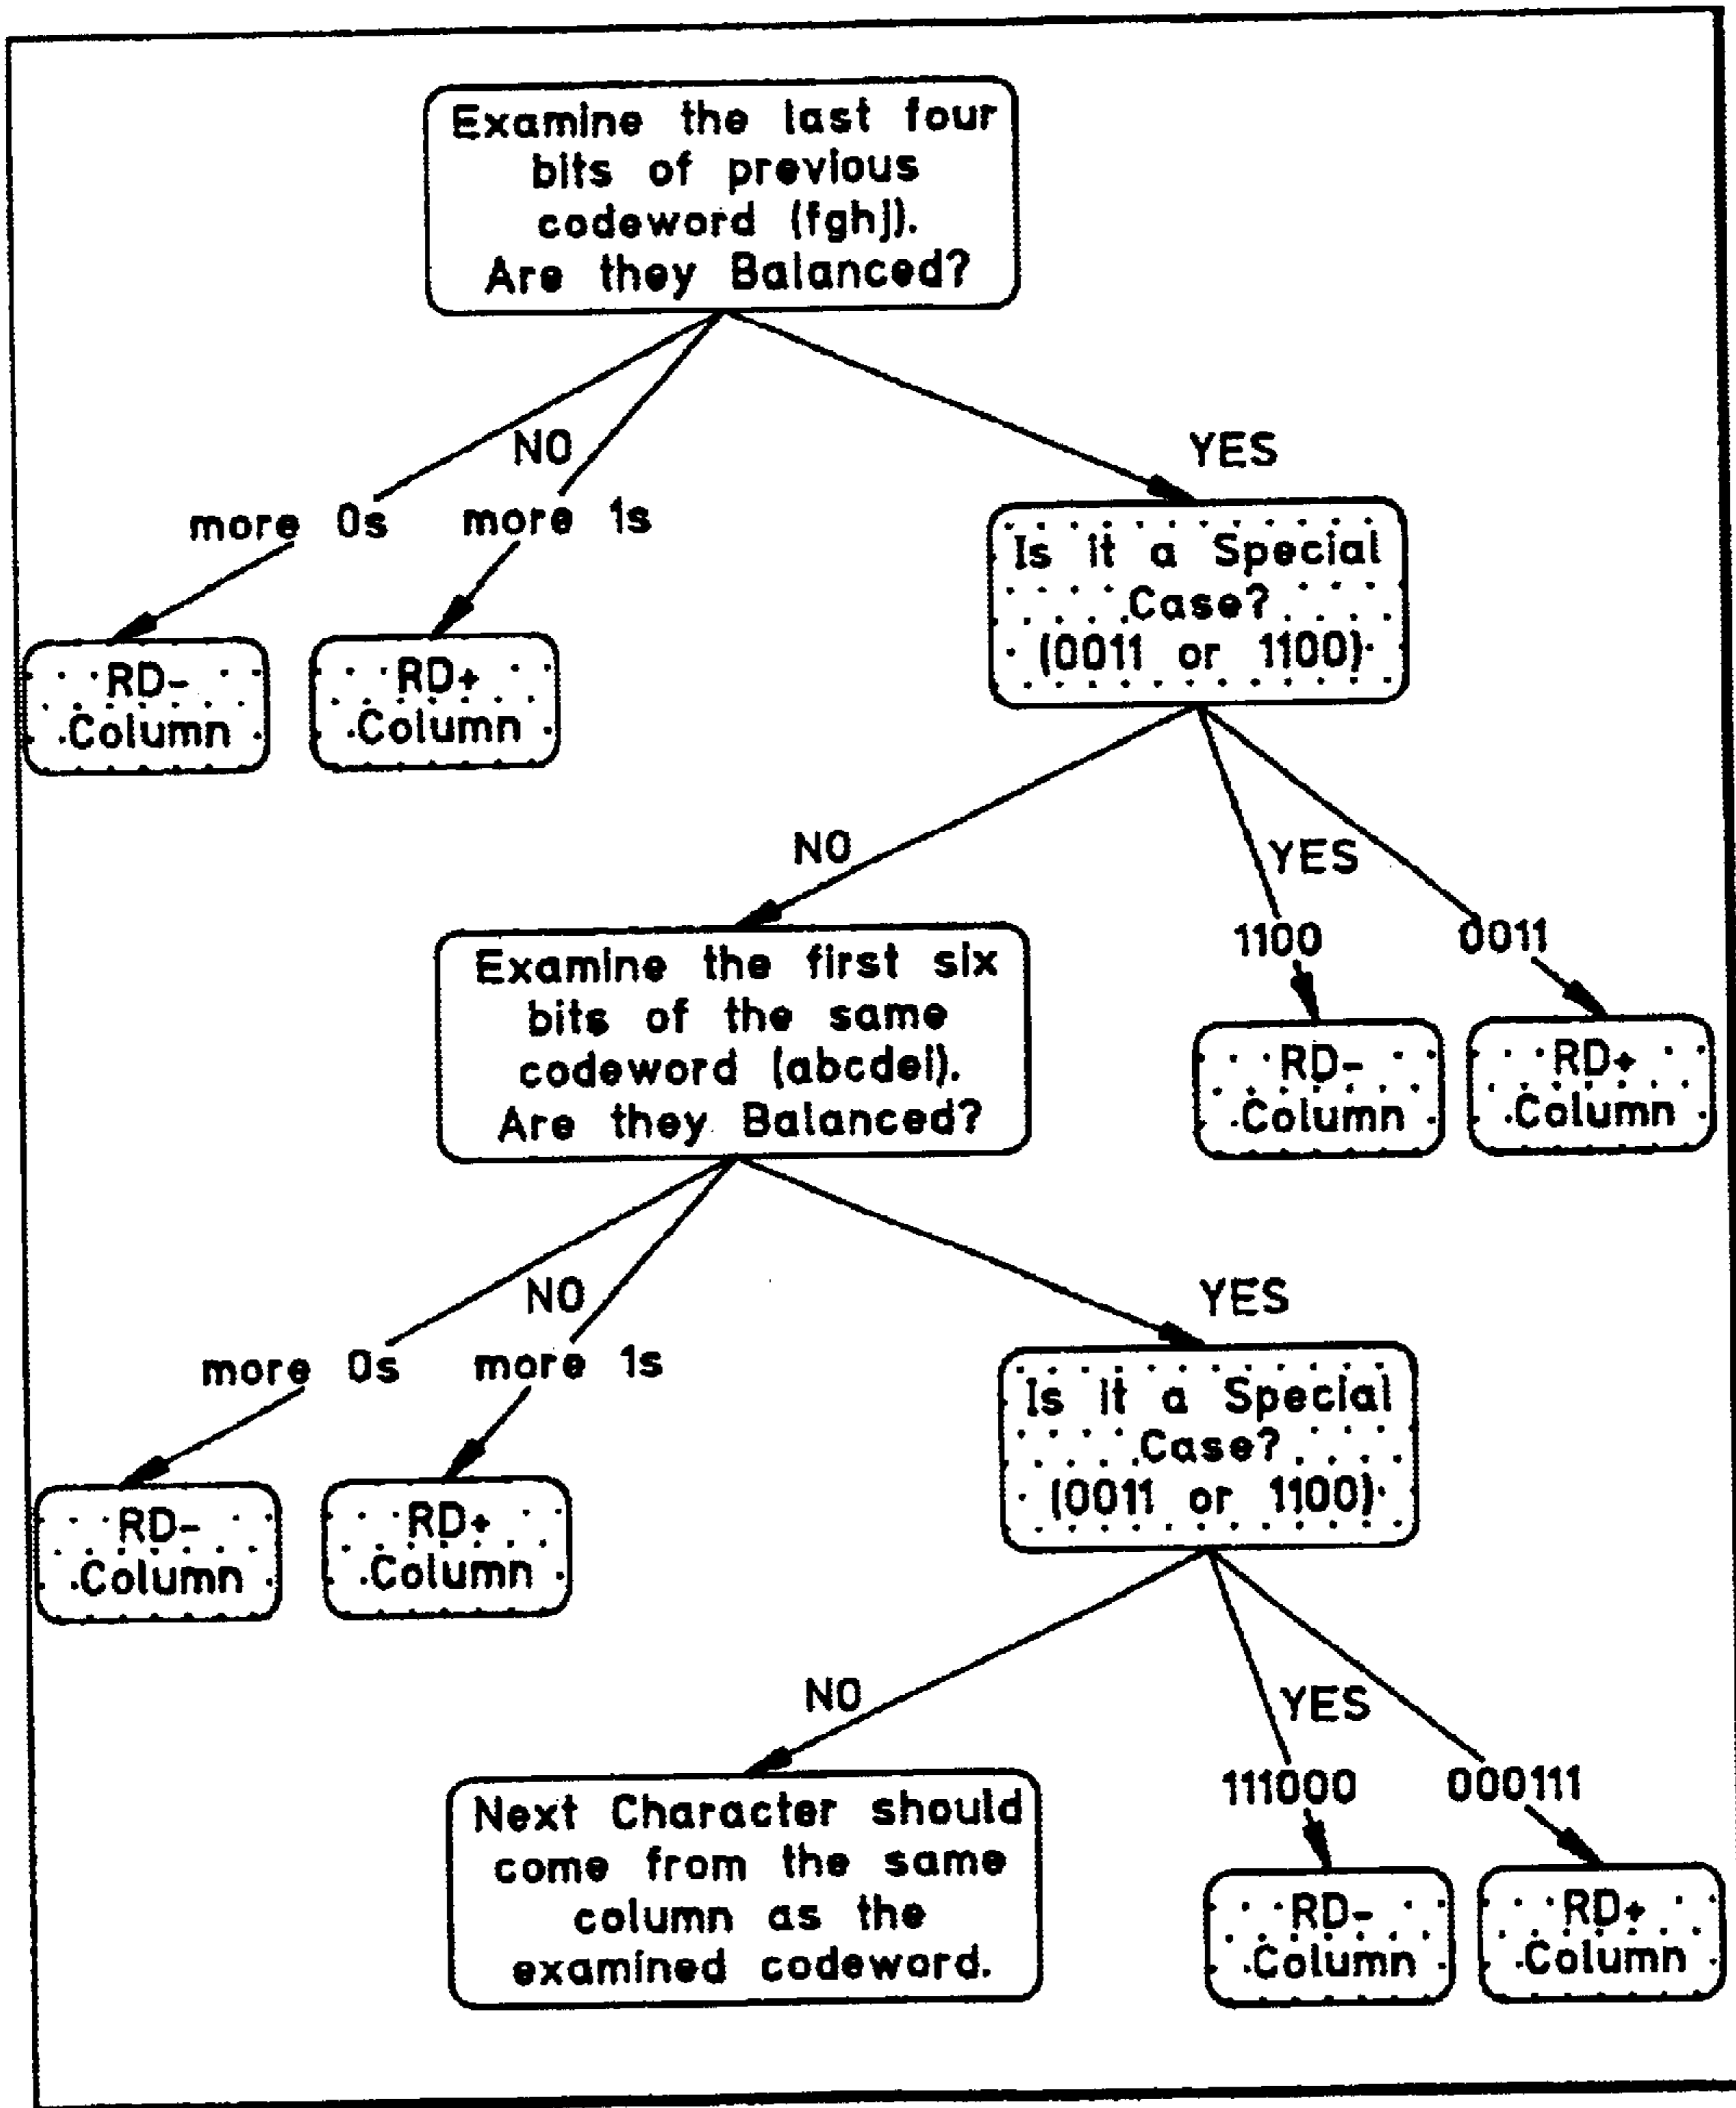 Examine the last four
bits of previous
codeword (fghj).
Are they Balanced?
NO
YES
more 0s
more 1s
Is it a Special
Case?
(0011 or 1100)
RD-
Column
RD+
Column
NO
YES
1100
0011
Examine the first six
bits of the same
codeword (abcdei).
Are they Balanced?
RD-
Column
RD+
Column
NO
YES
more 0s
more 1s
Is it a Special
Case?
(0011 or 1100)
RD-
Column
RD+
Column
NO
YES
111000
000111
Next Character should
come from the same
column as the
examined codeword.
RD-
Column
RD+
Column